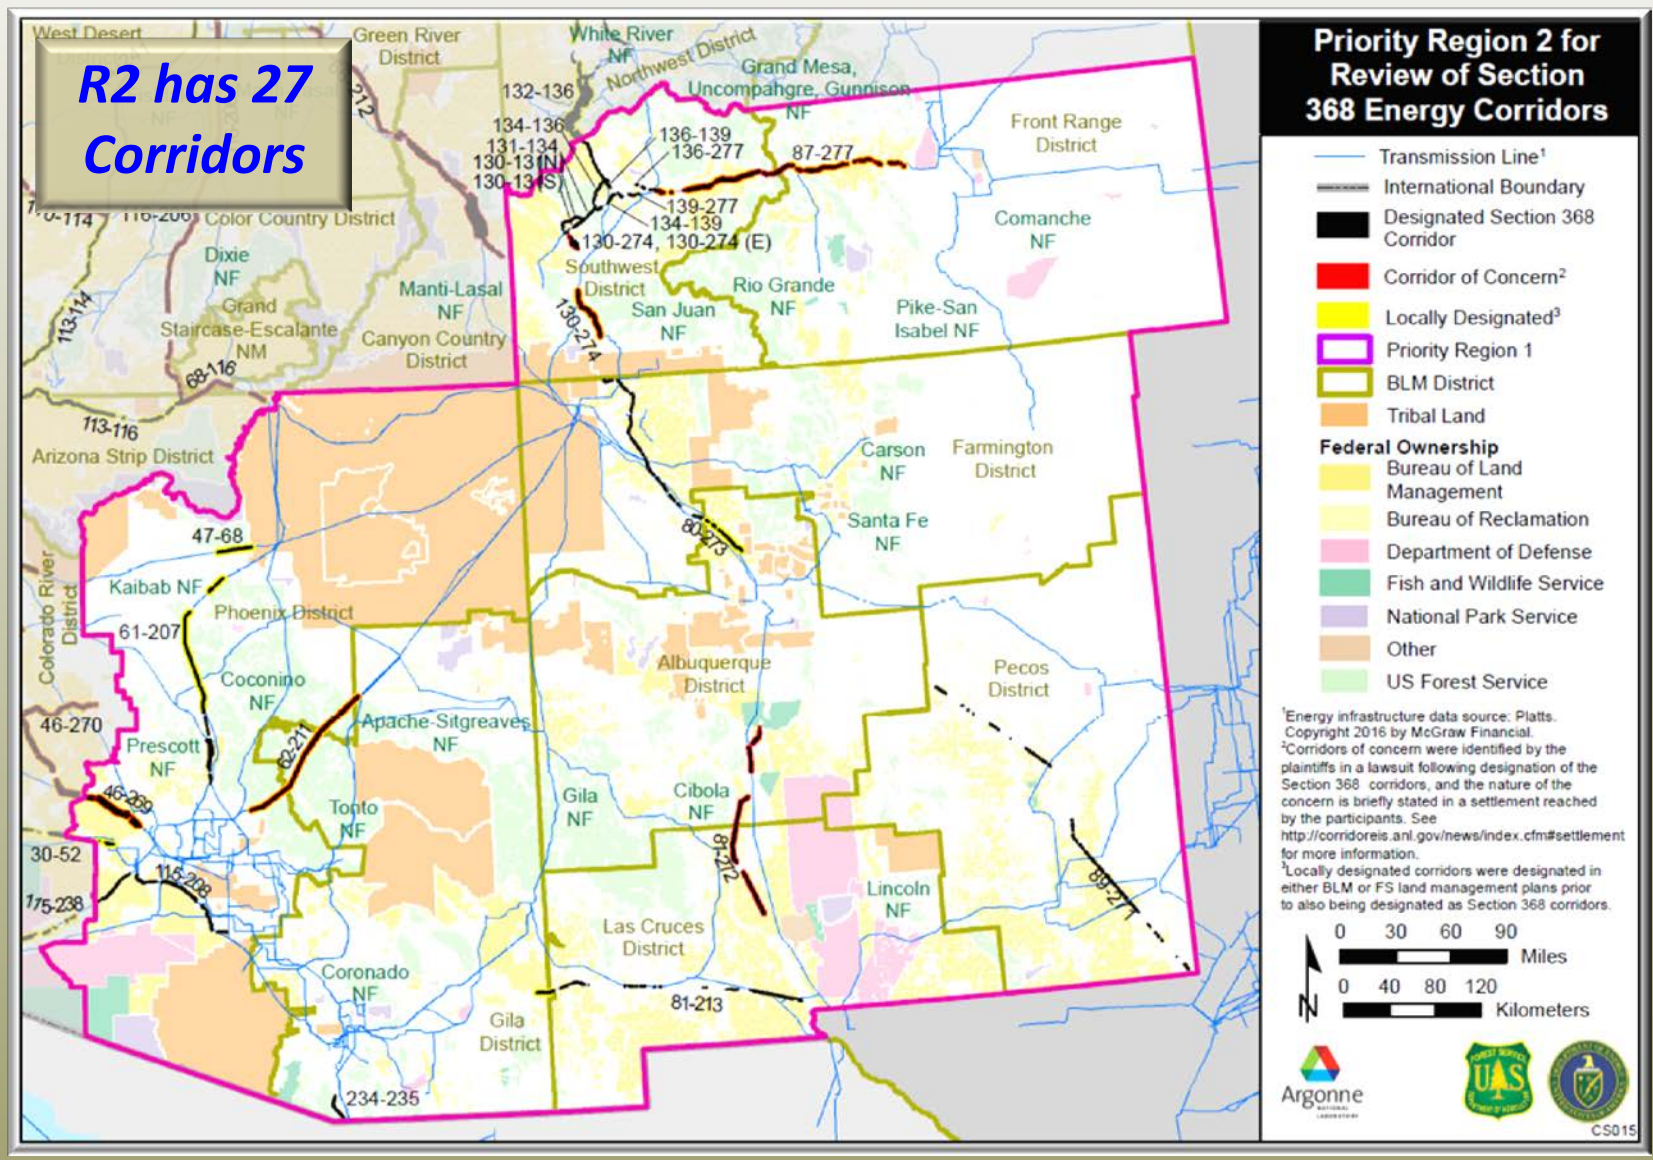 R2 has 27
Corridors
West Desert
Green River
District
White River
NF
Northwest District
Grand Mesa,
Uncompahgre, Gunnison
NF
132-136
134-136
131-134
130-131(N)
130-131(S)
136-139
136-277
87-277
Front Range
District
139-277
134-139
130-274, 130-274 (E)
Comanche
NF
116-206
Color Country District
Dixie
NF
Grand
Staircase-Escalante
NM
Manti-Lasal
NF
Canyon Country
District
Southwest
District
San Juan
NF
Rio Grande
NF
Pike-San
Isabel NF
130-274
113-114
68-116
113-116
Arizona Strip District
Carson
NF
Farmington
District
Santa Fe
NF
80-273
47-68
Kaibab NF
Phoenix District
61-207
Colorado River
District
Coconino
NF
Albuquerque
District
Pecos
District
46-270
Prescott
NF
62-211
Apache-Sitgreaves
NF
46-269
Tonto
NF
Gila
NF
Cibola
NF
81-272
30-52
115-208
Lincoln
NF
89-271
Las Cruces
District
Coronado
NF
81-213
Gila
District
234-235
Priority Region 2 for
Review of Section
368 Energy Corridors
Transmission Line¹
International Boundary
Designated Section 368
Corridor
Corridor of Concern²
Locally Designated³
Priority Region 1
BLM District
Tribal Land
Federal Ownership
Bureau of Land
Management
Bureau of Reclamation
Department of Defense
Fish and Wildlife Service
National Park Service
Other
US Forest Service
¹Energy infrastructure data source: Platts.
Copyright 2016 by McGraw Financial.
²Corridors of concern were identified by the
plaintiffs in a lawsuit following designation of the
Section 368 corridors, and the nature of the
concern is briefly stated in a settlement reached
by the participants. See
http://corridoreis.anl.gov/news/index.cfm#settlement
for more information.
³Locally designated corridors were designated in
either BLM or FS land management plans prior
to also being designated as Section 368 corridors.
0 30 60 90
Miles
0 40 80 120
Kilometers
N
Argonne
NATIONAL
LABORATORY
FOREST SERVICE
UAS
CS015